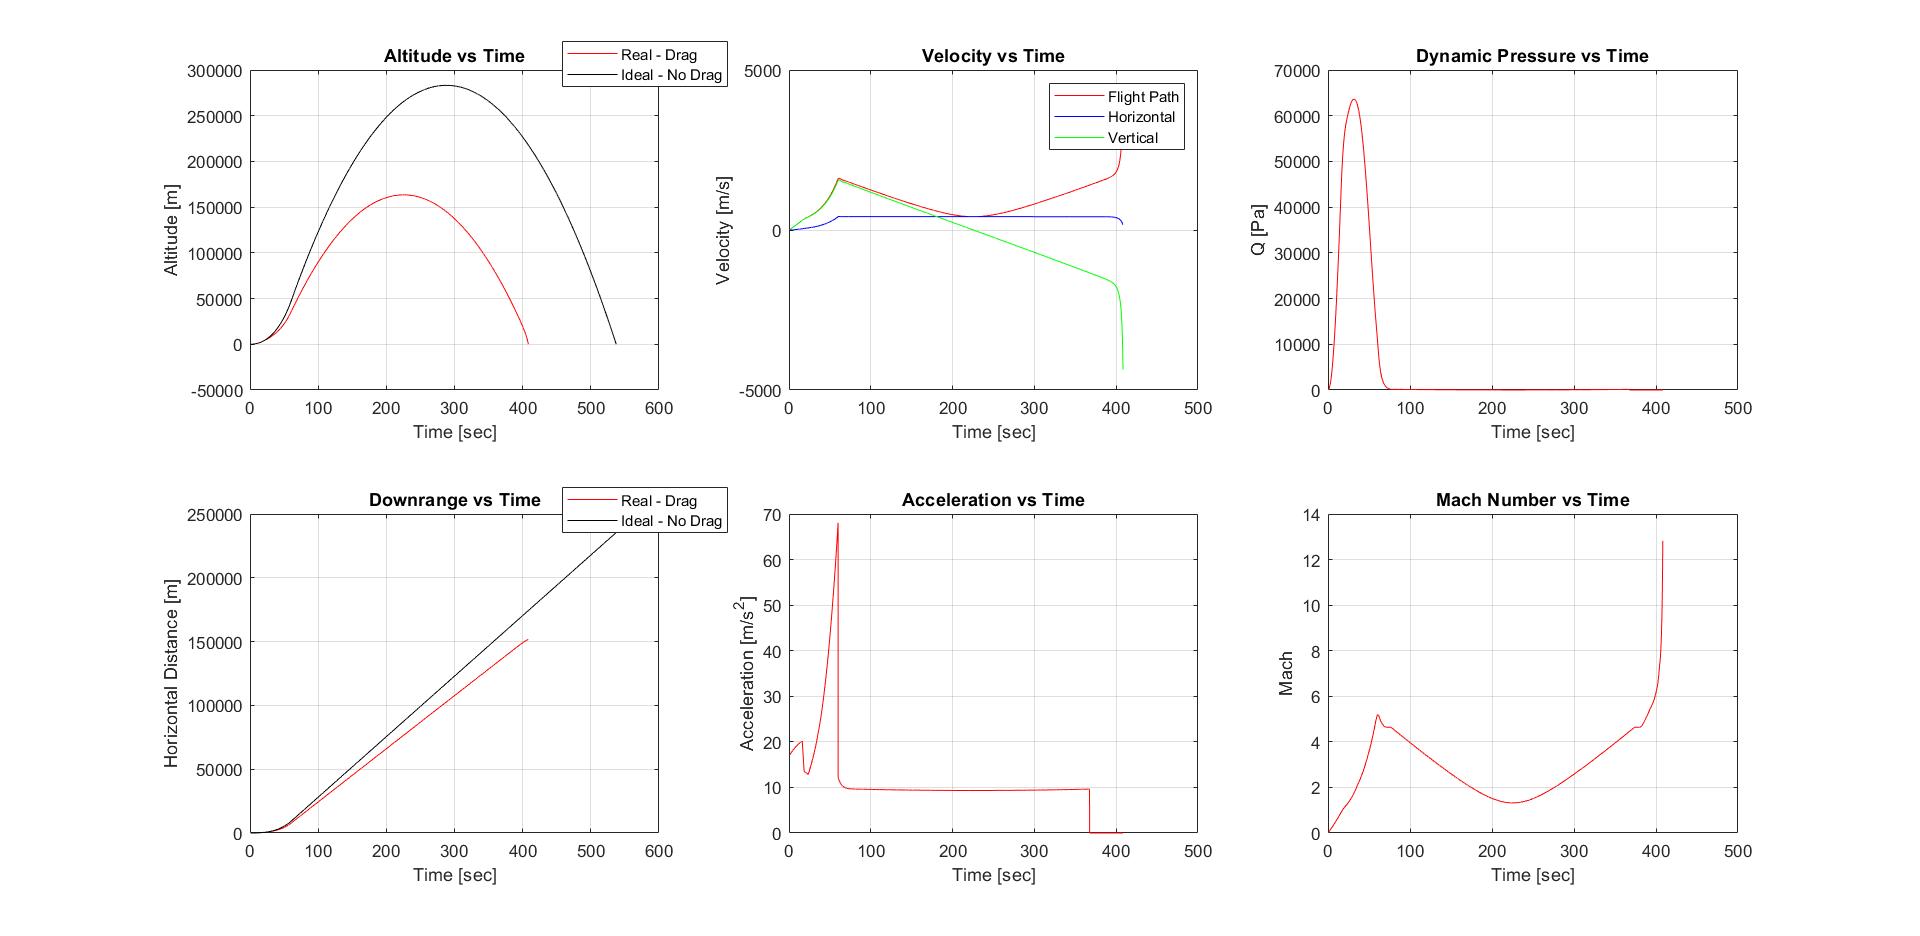 Altitude vs Time
Real - Drag
Ideal - No Drag
300000
250000
200000
150000
100000
50000
0
-50000
Altitude [m]
0 100 200 300 400 500 600
Time [sec]
Velocity vs Time
Flight Path
Horizontal
Vertical
5000
0
-5000
Velocity [m/s]
0 100 200 300 400 500
Time [sec]
Dynamic Pressure vs Time
70000
60000
50000
40000
30000
20000
10000
0
Q [Pa]
0 100 200 300 400 500
Time [sec]
Downrange vs Time
Real - Drag
Ideal - No Drag
250000
200000
150000
100000
50000
0
Horizontal Distance [m]
0 100 200 300 400 500 600
Time [sec]
Acceleration vs Time
70
60
50
40
30
20
10
0
Acceleration [m/s²]
0 100 200 300 400 500
Time [sec]
Mach Number vs Time
14
12
10
8
6
4
2
0
Mach
0 100 200 300 400 500
Time [sec]